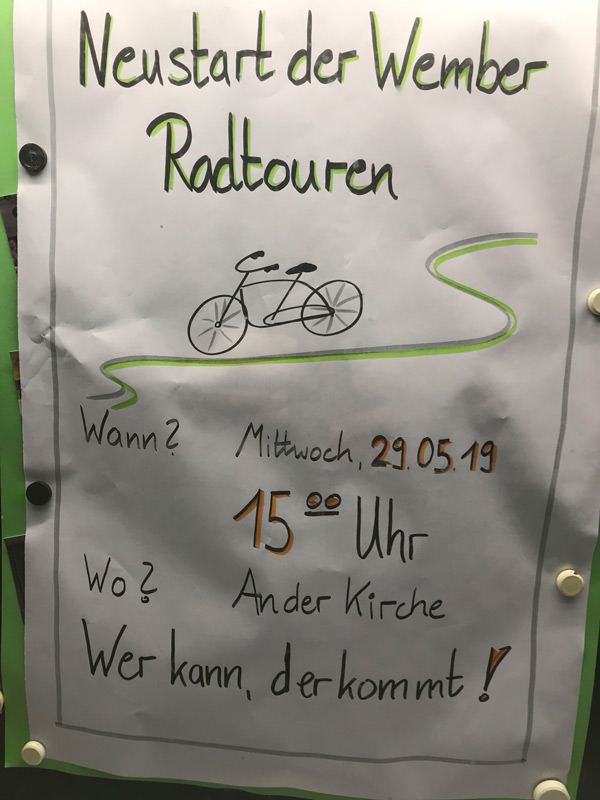 Neustart der Wember
Radtouren
Wann? Mittwoch, 29.05.19
15⁰⁰ Uhr
Wo? An der Kirche
Wer kann, der kommt!